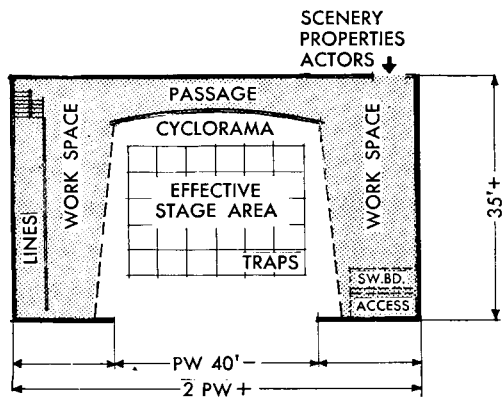 SCENERY
PROPERTIES
ACTORS
PASSAGE
CYCLORAMA
WORK SPACE
EFFECTIVE
STAGE AREA
WORK SPACE
LINES
TRAPS
SW.BD.
ACCESS
35'+
PW 40'-
2 PW +